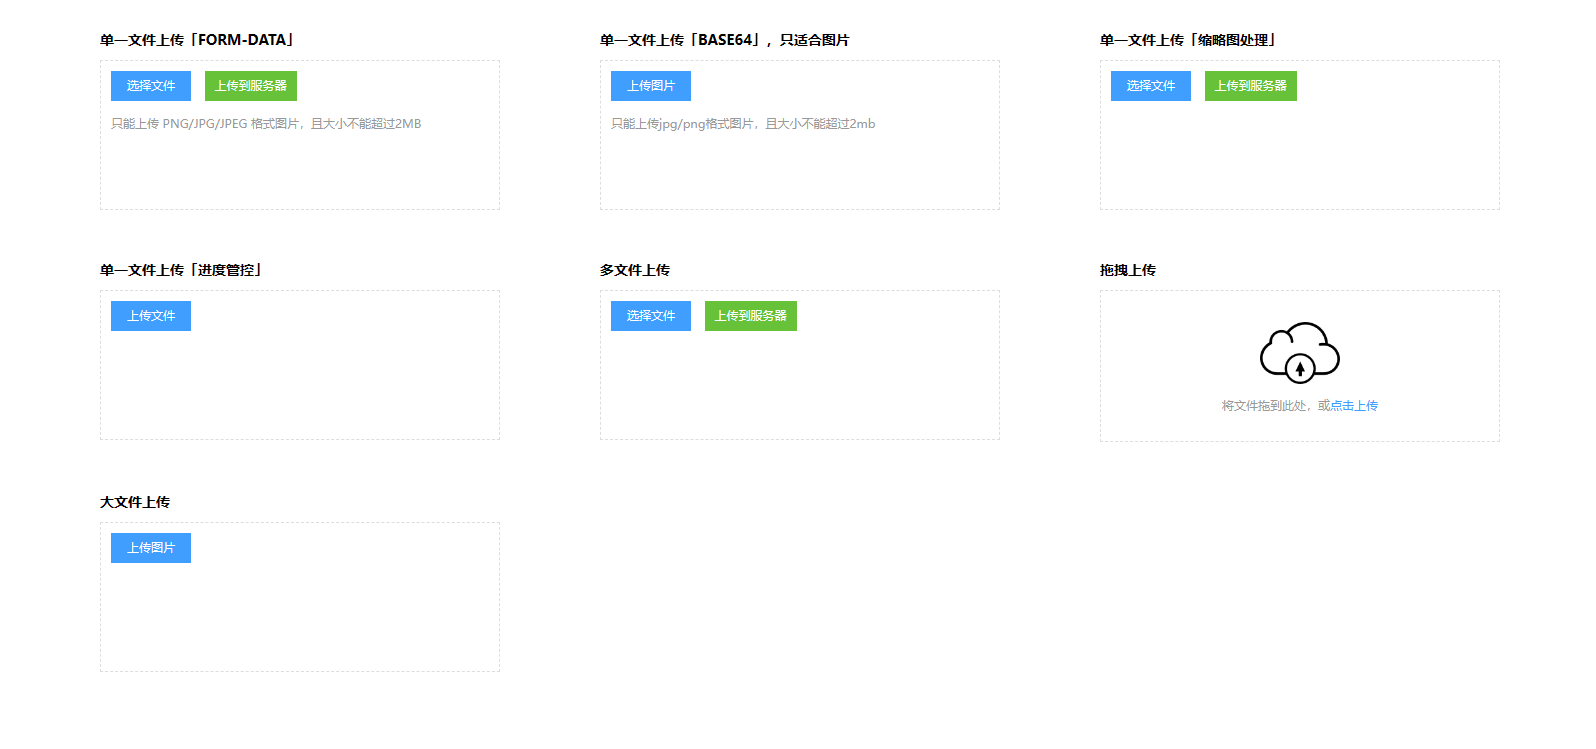 单一文件上传「FORM-DATA」
选择文件
上传到服务器
只能上传 PNG/JPG/JPEG 格式图片，且大小不能超过2MB
单一文件上传「BASE64」，只适合图片
上传图片
只能上传jpg/png格式图片，且大小不能超过2mb
单一文件上传「缩略图处理」
选择文件
上传到服务器
单一文件上传「进度管控」
上传文件
多文件上传
选择文件
上传到服务器
拖拽上传
将文件拖到此处，或点击上传
大文件上传
上传图片